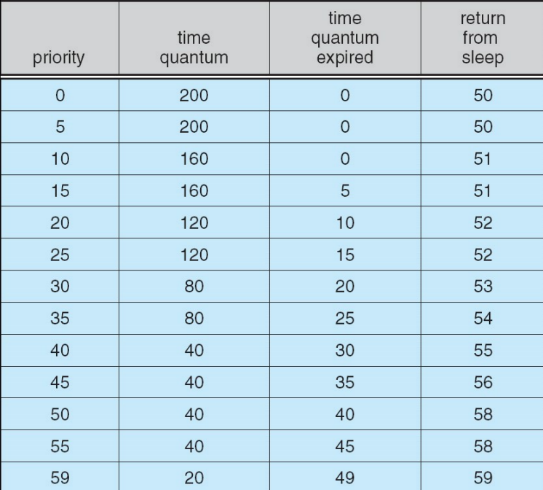 priority time quantum time quantum expired return from sleep
0 200 0 50
5 200 0 50
10 160 0 51
15 160 5 51
20 120 10 52
25 120 15 52
30 80 20 53
35 80 25 54
40 40 30 55
45 40 35 56
50 40 40 58
55 40 45 58
59 20 49 59